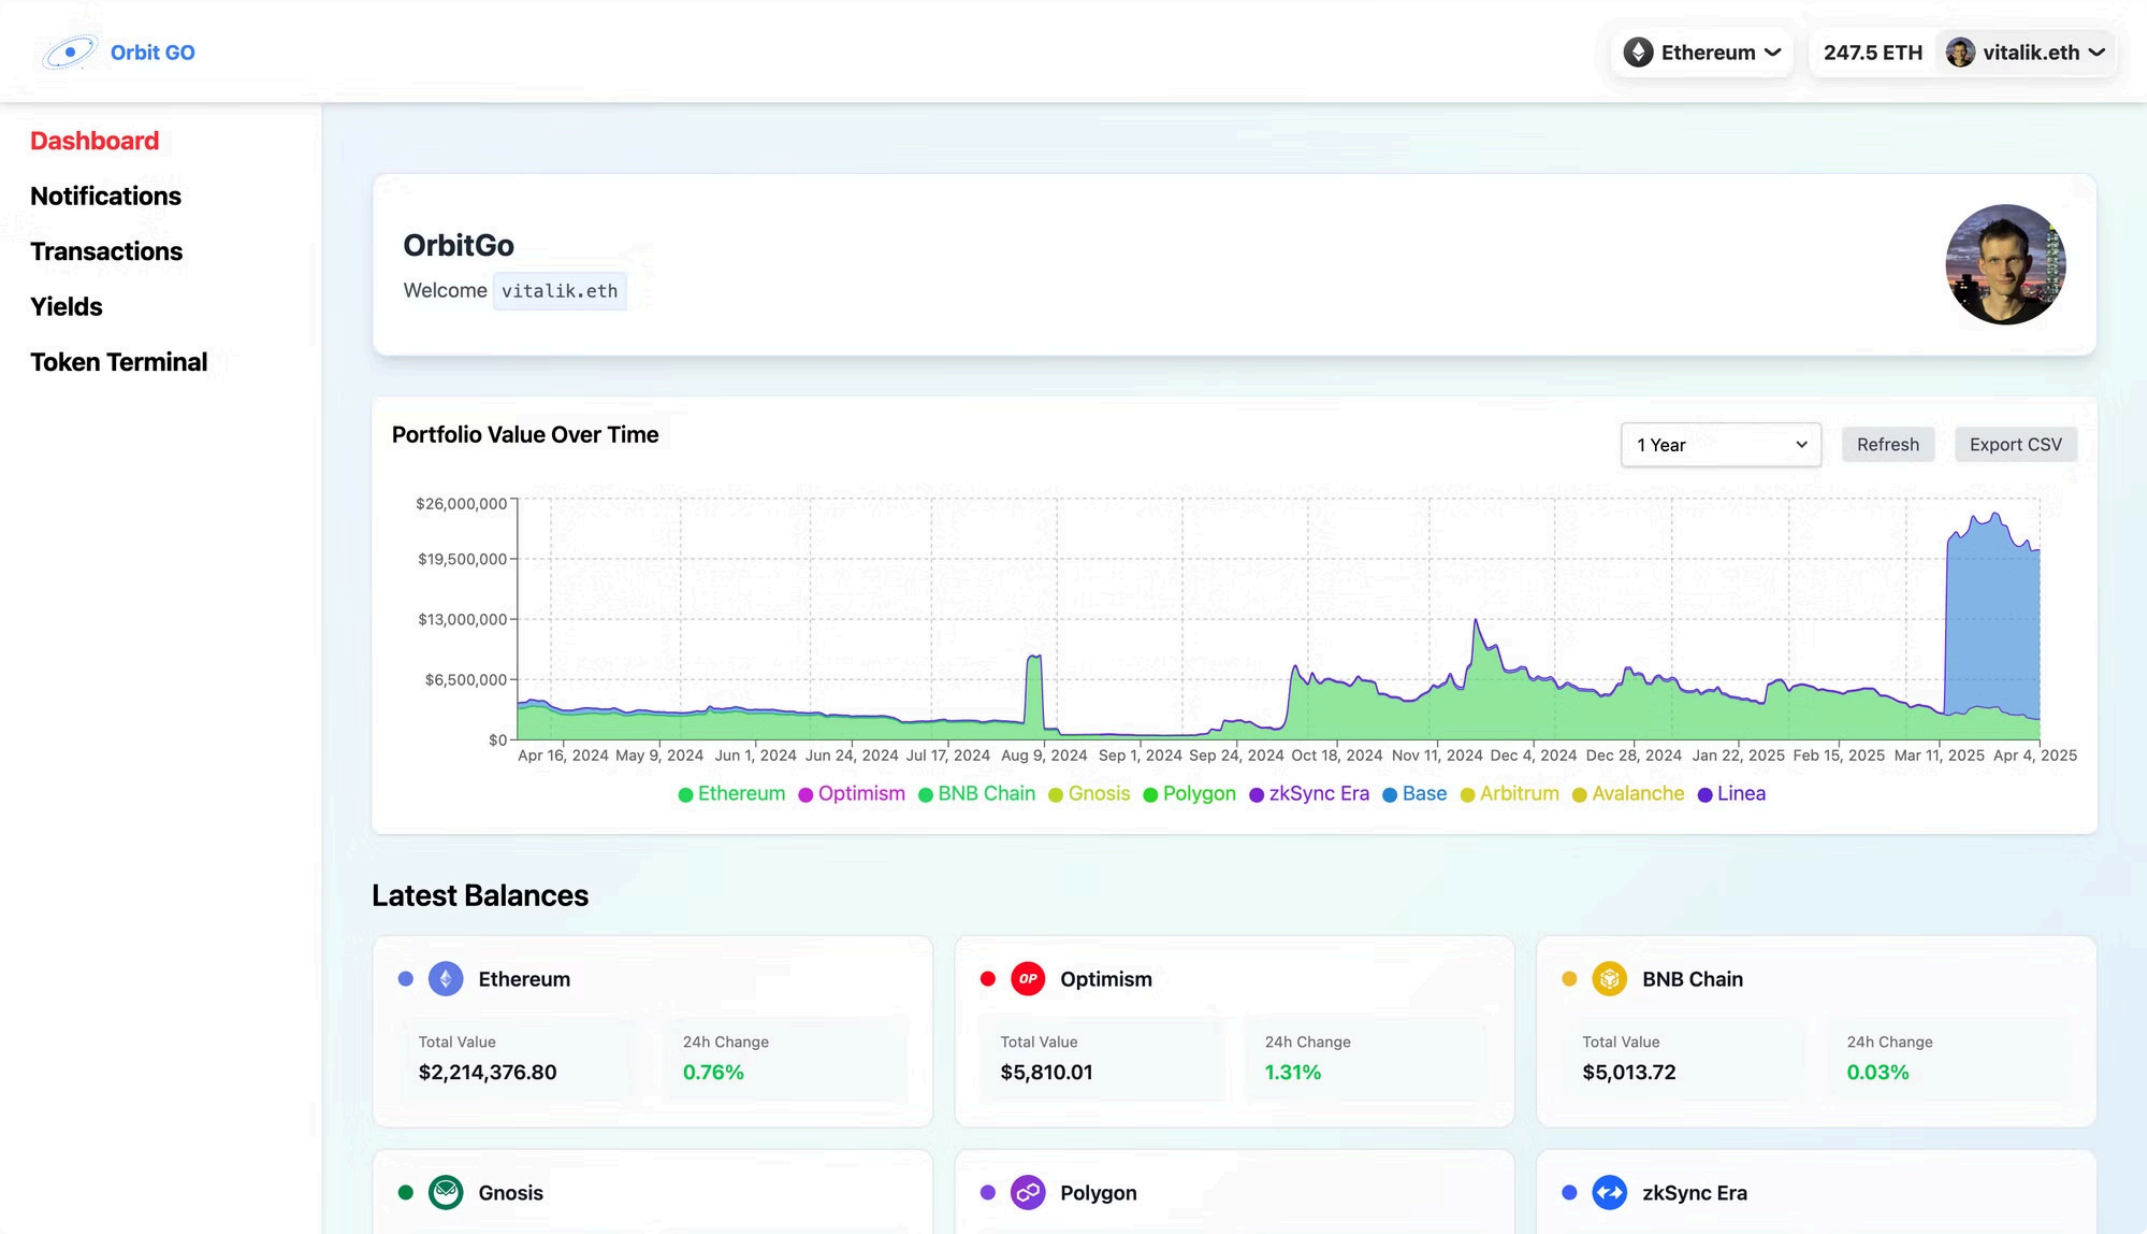 Orbit GO
Ethereum
247.5 ETH
vitalik.eth
Dashboard
Notifications
Transactions
Yields
Token Terminal
OrbitGo
Welcome vitalik.eth
Portfolio Value Over Time
1 Year
Refresh
Export CSV
$26,000,000
$19,500,000
$13,000,000
$6,500,000
$0
Apr 16, 2024 May 9, 2024 Jun 1, 2024 Jun 24, 2024 Jul 17, 2024 Aug 9, 2024 Sep 1, 2024 Sep 24, 2024 Oct 18, 2024 Nov 11, 2024 Dec 4, 2024 Dec 28, 2024 Jan 22, 2025 Feb 15, 2025 Mar 11, 2025 Apr 4, 2025
Ethereum Optimism BNB Chain Gnosis Polygon zkSync Era Base Arbitrum Avalanche Linea
Latest Balances
Ethereum
Total Value
$2,214,376.80
24h Change
0.76%
OP
Optimism
Total Value
$5,810.01
24h Change
1.31%
BNB Chain
Total Value
$5,013.72
24h Change
0.03%
Gnosis
Polygon
zkSync Era